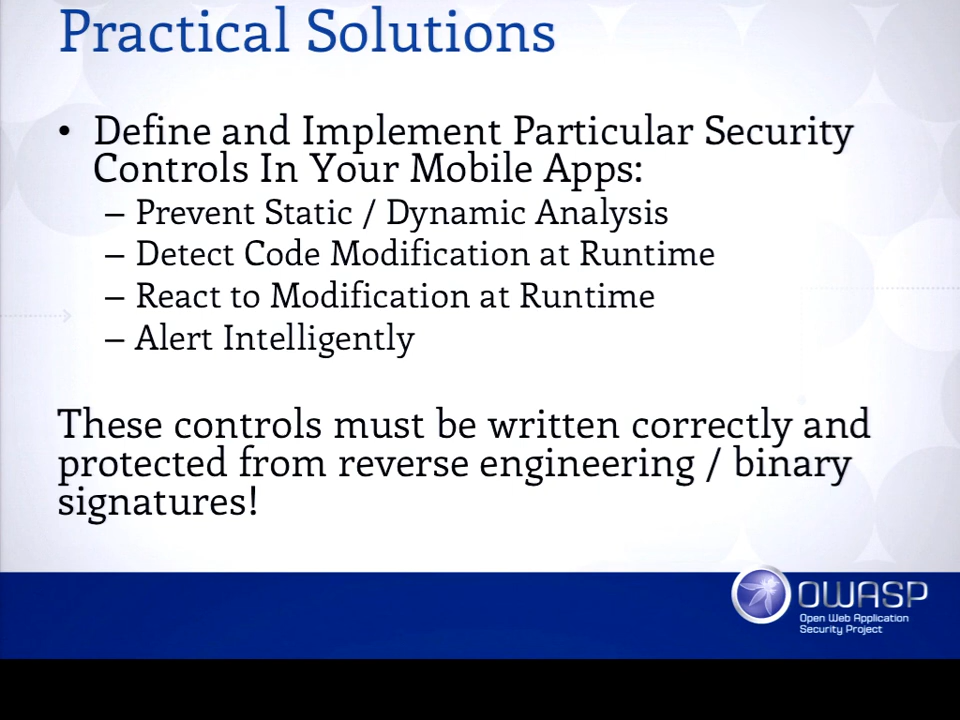 Practical Solutions
• Define and Implement Particular Security
Controls In Your Mobile Apps:
– Prevent Static / Dynamic Analysis
– Detect Code Modification at Runtime
– React to Modification at Runtime
– Alert Intelligently
These controls must be written correctly and
protected from reverse engineering / binary
signatures!
OWASP
Open Web Application
Security Project